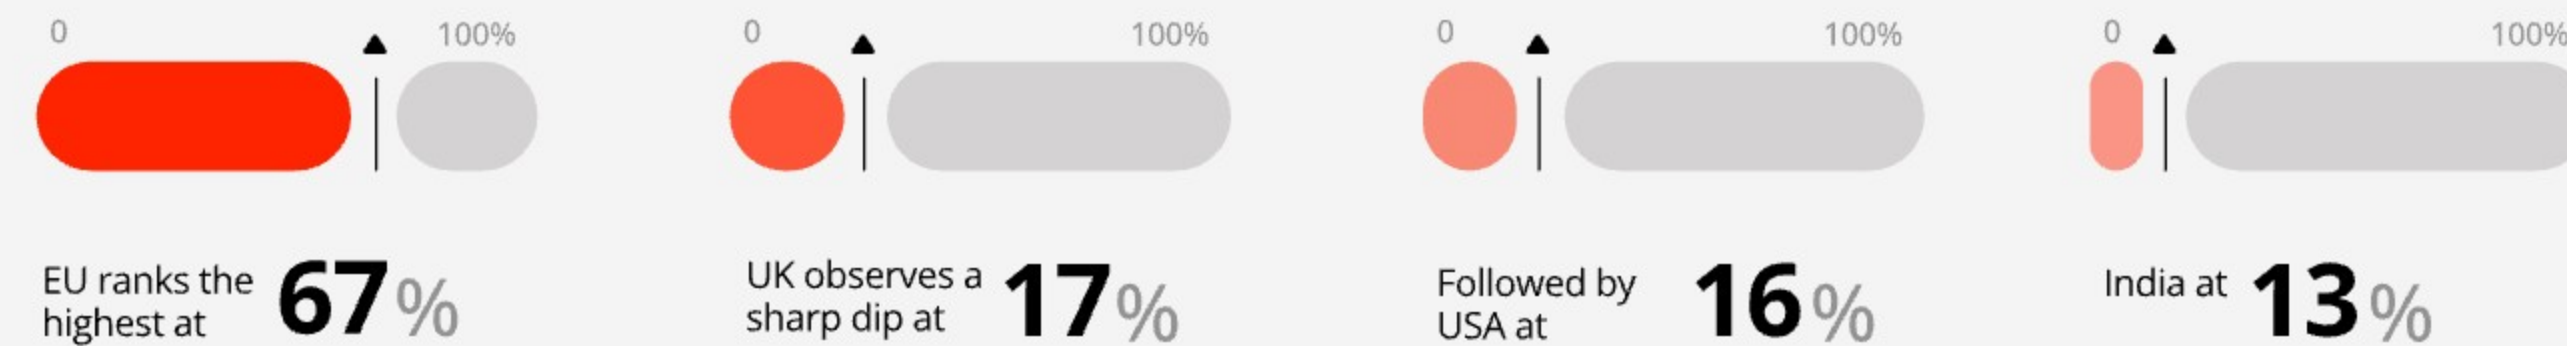 0 100%
0 100%
0 100%
0 100%
EU ranks the
highest at
67%
UK observes a
sharp dip at
17%
Followed by
USA at
16%
India at
13%